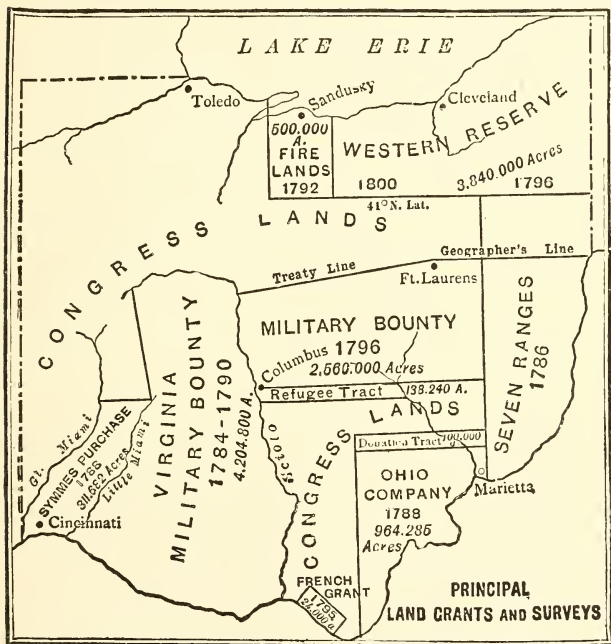 LAKE ERIE
Toledo
Sandusky
Cleveland
500.000
A.
FIRE
LANDS
1792
WESTERN RESERVE
1800
3.840.000 Acres
1796
41° N. Lat.
CONGRESS LANDS
Geographer's Line
Treaty Line
Ft. Laurens
MILITARY BOUNTY
1796
2,560.000 Acres
Columbus
Refugee Tract 138.240 A.
SEVEN RANGES
1786
VIRGINIA
MILITARY BOUNTY
1784-1790
4.204.800 A.
Gt. Miami
SYMMES PURCHASE
1788
311.682 Acres
Little Miami
Cincinnati
Scioto
CONGRESS LANDS
Donation Tract 100,000
OHIO
COMPANY
1788
964.285
Acres
Marietta
FRENCH
GRANT
1795
24.000 a.
PRINCIPAL
LAND GRANTS AND SURVEYS